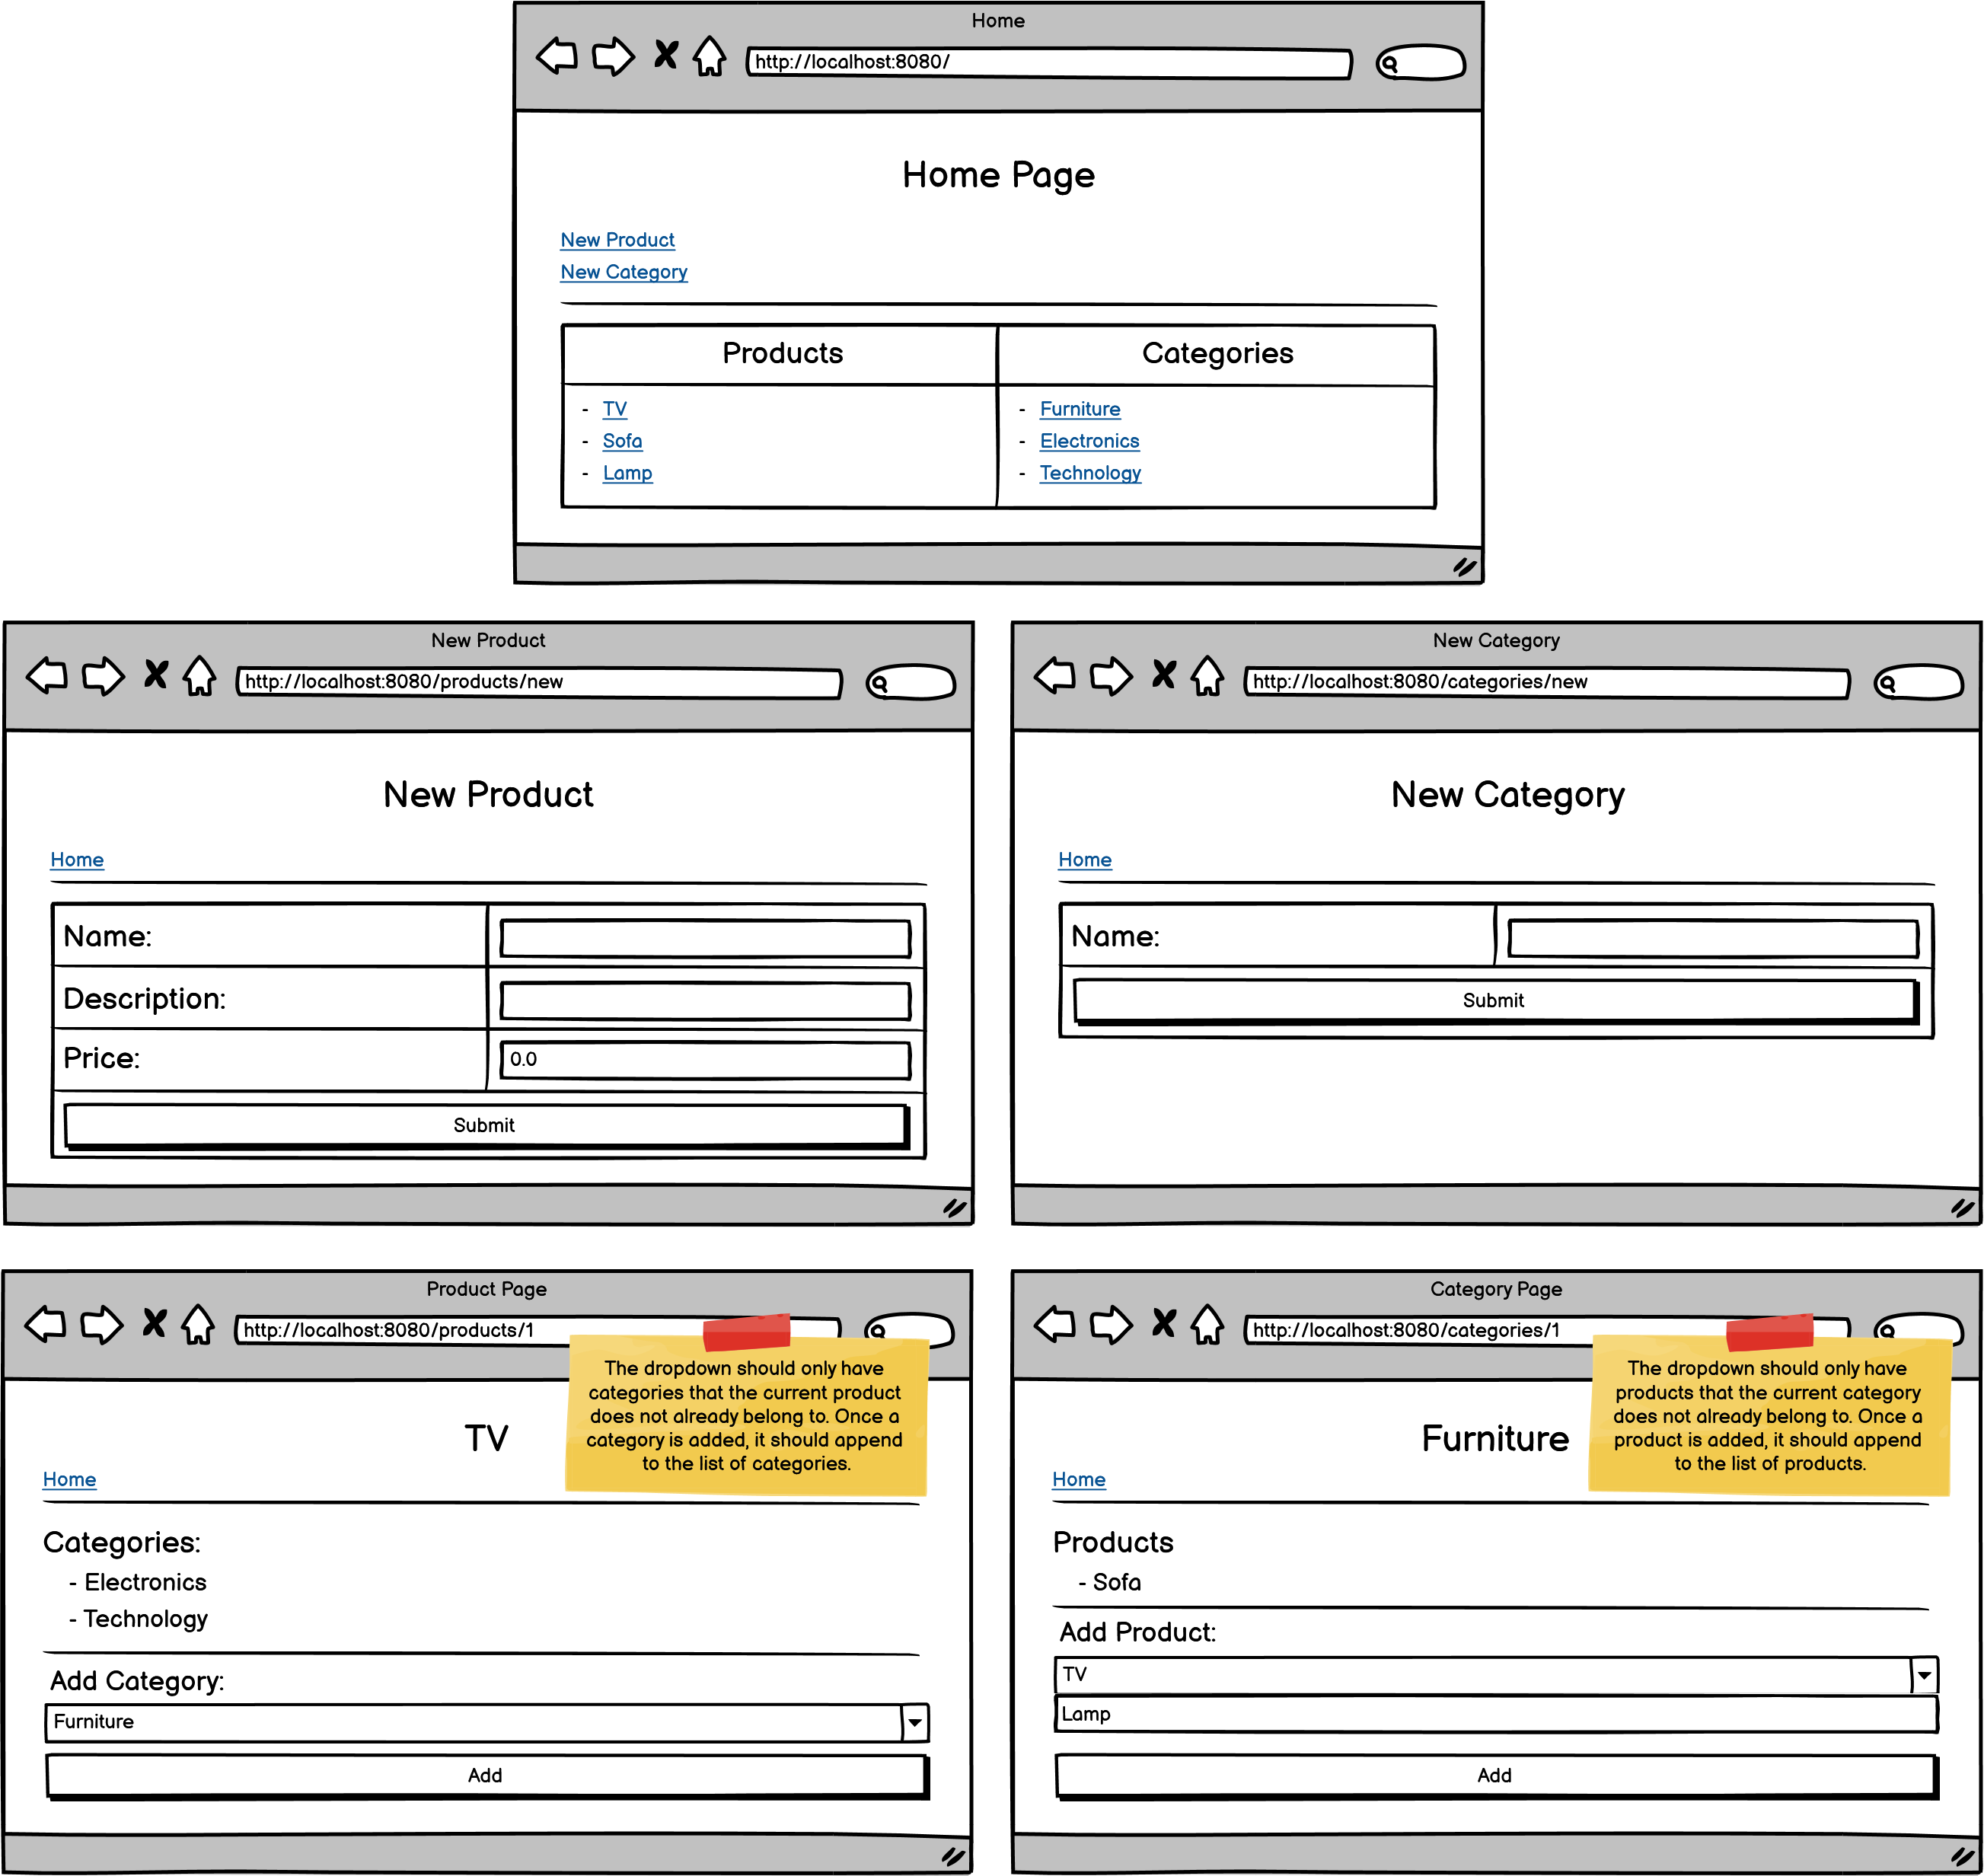 Home
http://localhost:8080/
Home Page
New Product
New Category
Products
Categories
- TV
- Sofa
- Lamp
- Furniture
- Electronics
- Technology
New Product
http://localhost:8080/products/new
New Product
Home
Name:
Description:
Price:
0.0
Submit
New Category
http://localhost:8080/categories/new
New Category
Home
Name:
Submit
Product Page
http://localhost:8080/products/1
The dropdown should only have
categories that the current product
does not already belong to. Once a
category is added, it should append
to the list of categories.
TV
Home
Categories:
- Electronics
- Technology
Add Category:
Furniture
Add
Category Page
http://localhost:8080/categories/1
The dropdown should only have
products that the current category
does not already belong to. Once a
product is added, it should append
to the list of products.
Furniture
Home
Products
- Sofa
Add Product:
TV
Lamp
Add